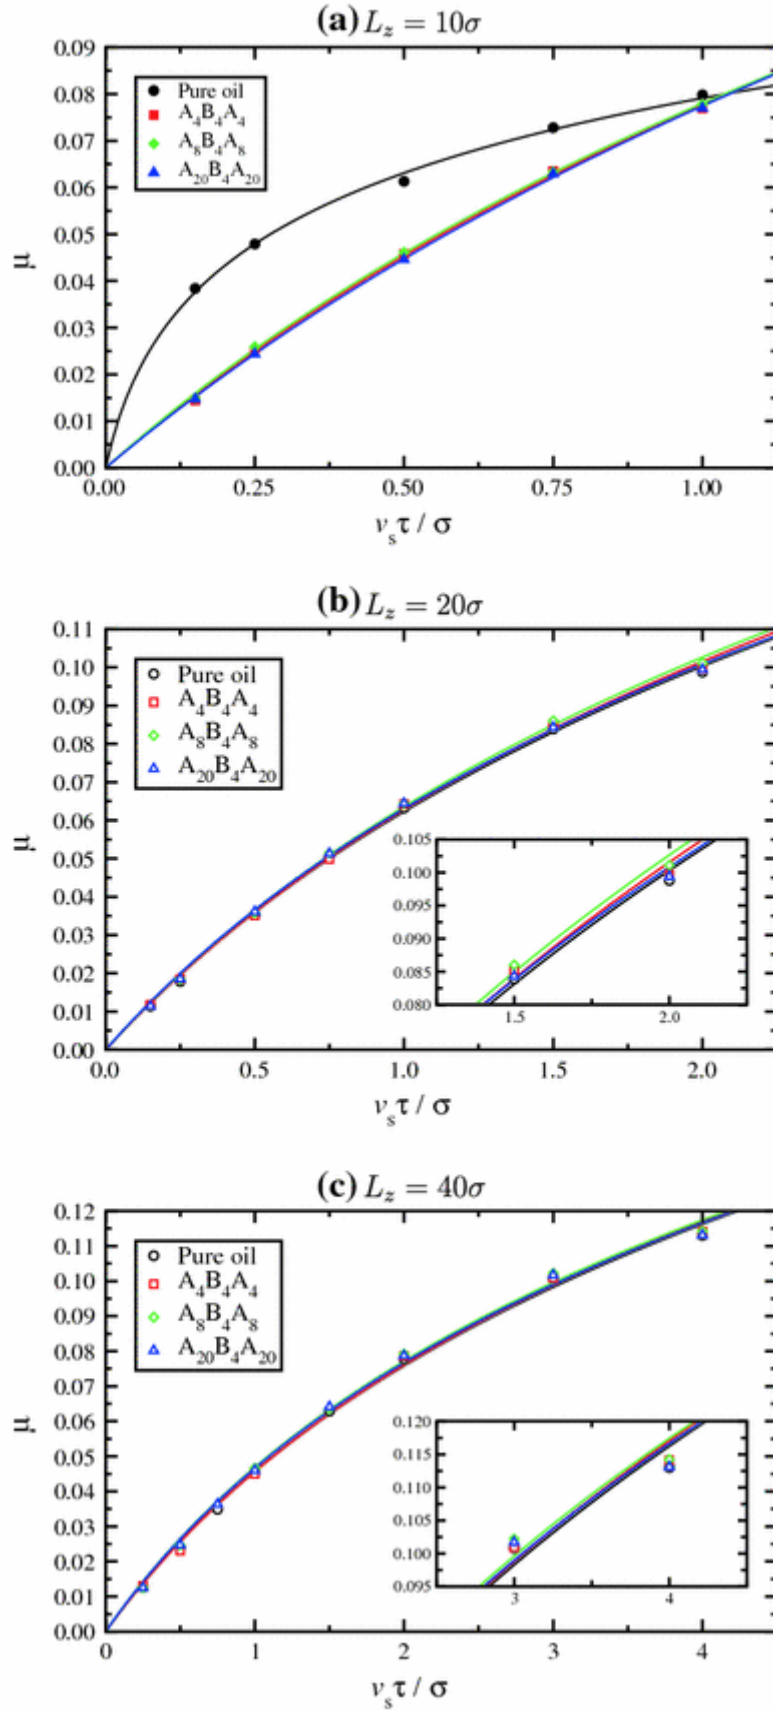 (a) L_z = 10σ
0.09
0.08
0.07
0.06
0.05
0.04
0.03
0.02
0.01
0.00
μ
Pure oil
A₄B₄A₄
A₈B₄A₈
A₂₀B₄A₂₀
0.00 0.25 0.50 0.75 1.00
vₛτ / σ
(b) L_z = 20σ
0.11
0.10
0.09
0.08
0.07
0.06
0.05
0.04
0.03
0.02
0.01
0.00
μ
Pure oil
A₄B₄A₄
A₈B₄A₈
A₂₀B₄A₂₀
0.105
0.100
0.095
0.090
0.085
0.080
1.5 2.0
0.0 0.5 1.0 1.5 2.0
vₛτ / σ
(c) L_z = 40σ
0.12
0.11
0.10
0.09
0.08
0.07
0.06
0.05
0.04
0.03
0.02
0.01
0.00
μ
Pure oil
A₄B₄A₄
A₈B₄A₈
A₂₀B₄A₂₀
0.120
0.115
0.110
0.105
0.100
0.095
3 4
0 1 2 3 4
vₛτ / σ